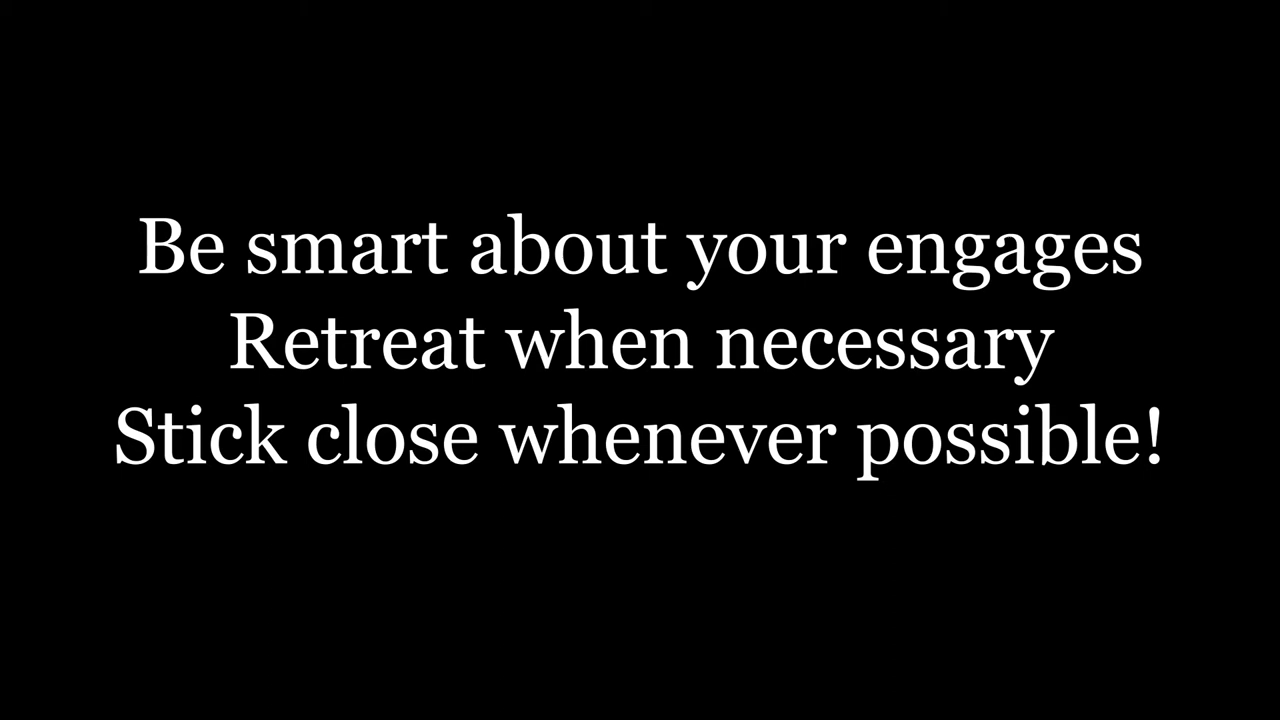 Be smart about your engages
Retreat when necessary
Stick close whenever possible!